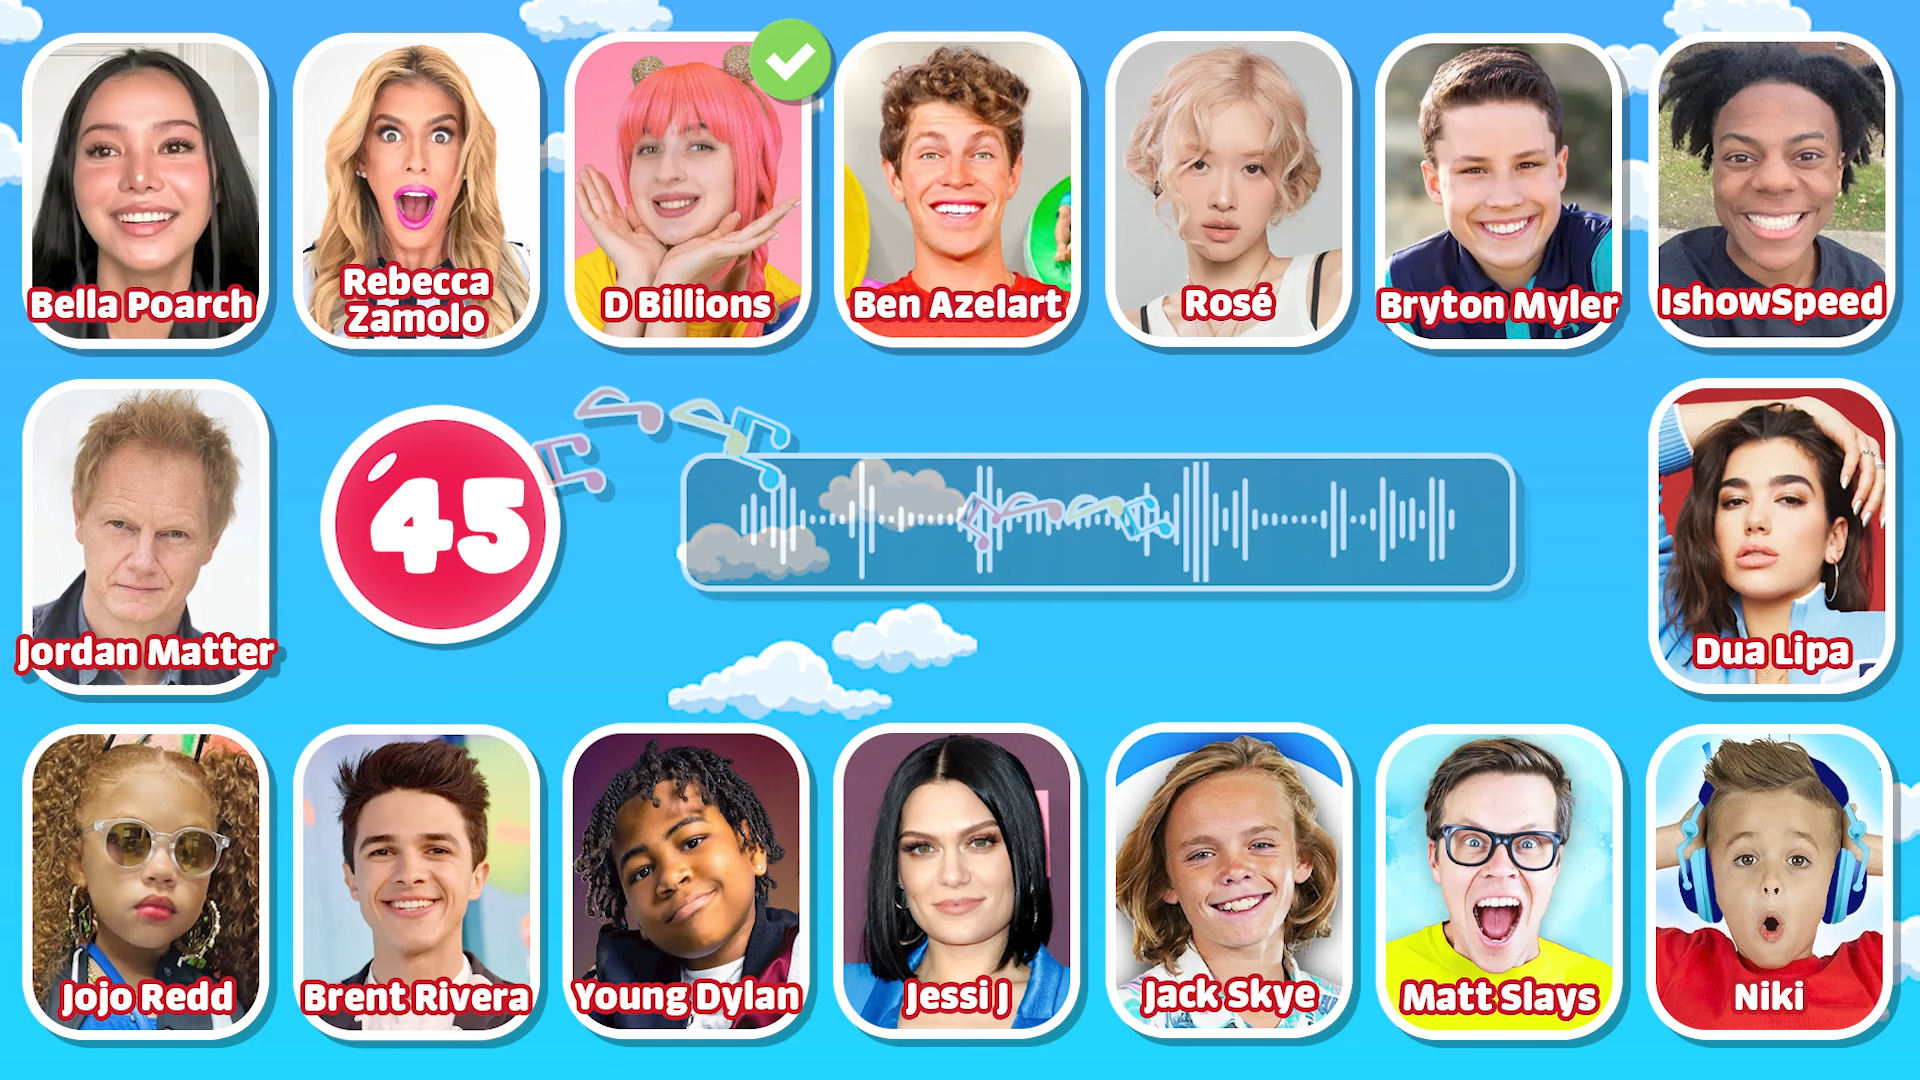 Bella Poarch
Rebecca
Zamolo
D Billions
Ben Azelart
Rosé
Bryton Myler
IshowSpeed
Jordan Matter
45
Dua Lipa
Jojo Redd
Brent Rivera
Young Dylan
Jessi J
Jack Skye
Matt Slays
Niki